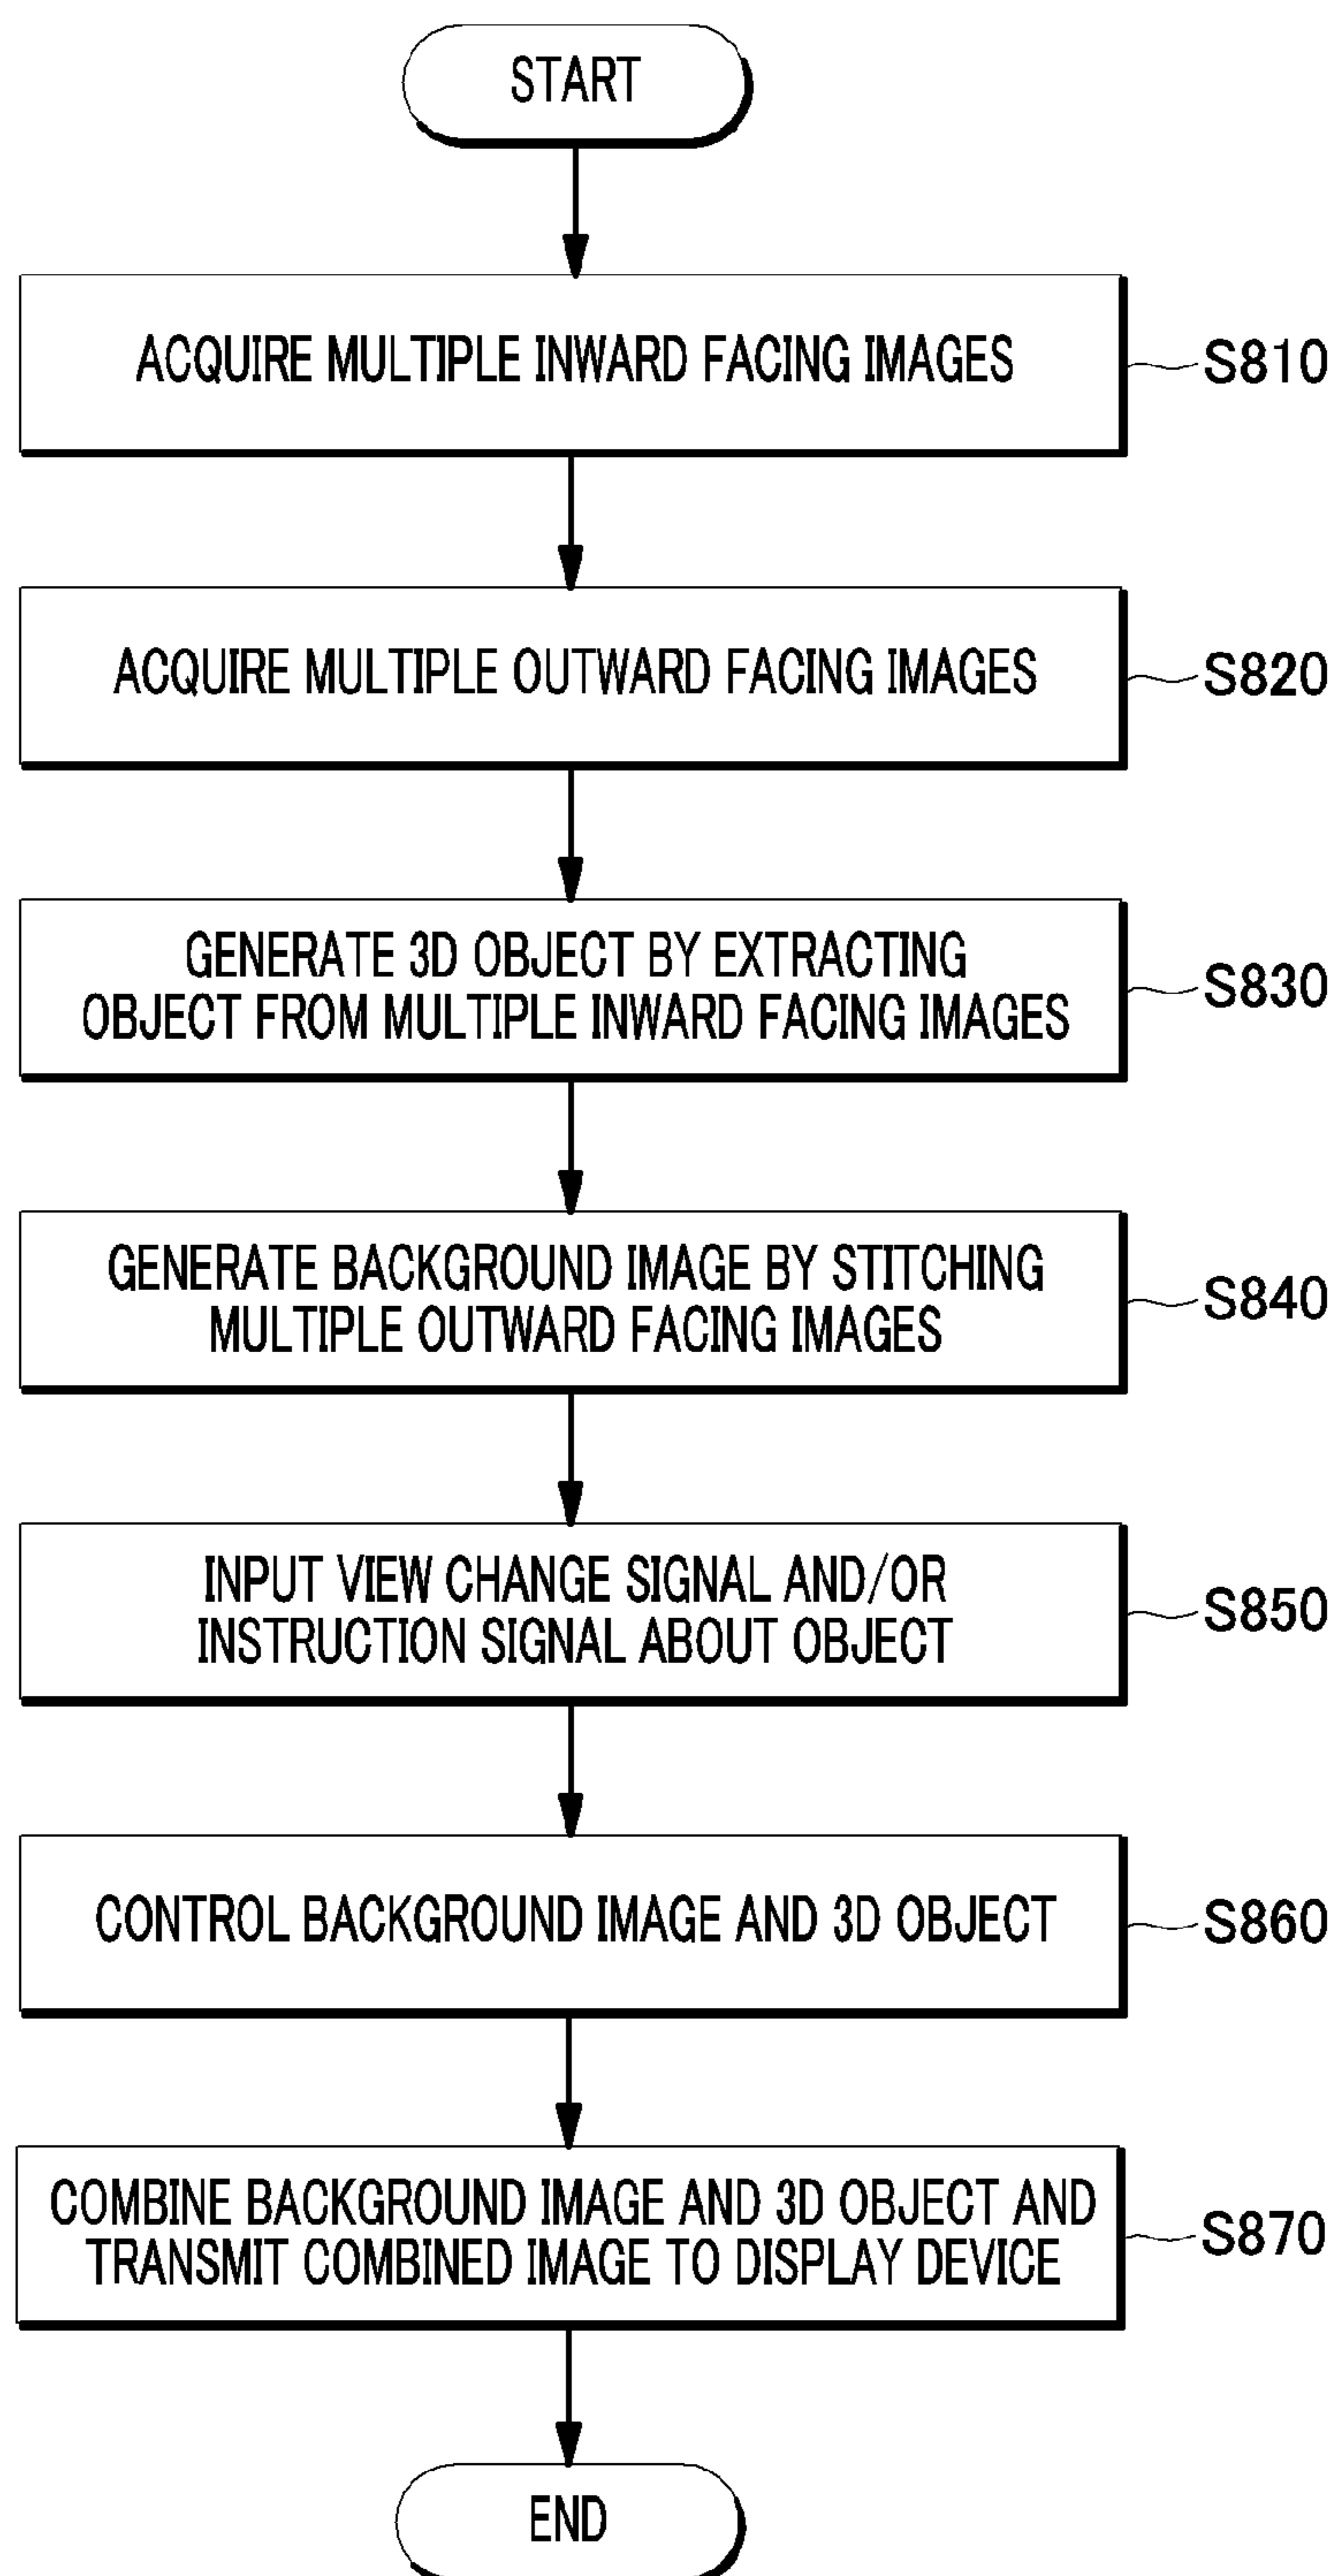 START
ACQUIRE MULTIPLE INWARD FACING IMAGES
S810
ACQUIRE MULTIPLE OUTWARD FACING IMAGES
S820
GENERATE 3D OBJECT BY EXTRACTING
OBJECT FROM MULTIPLE INWARD FACING IMAGES
S830
GENERATE BACKGROUND IMAGE BY STITCHING
MULTIPLE OUTWARD FACING IMAGES
S840
INPUT VIEW CHANGE SIGNAL AND/OR
INSTRUCTION SIGNAL ABOUT OBJECT
S850
CONTROL BACKGROUND IMAGE AND 3D OBJECT
S860
COMBINE BACKGROUND IMAGE AND 3D OBJECT AND
TRANSMIT COMBINED IMAGE TO DISPLAY DEVICE
S870
END